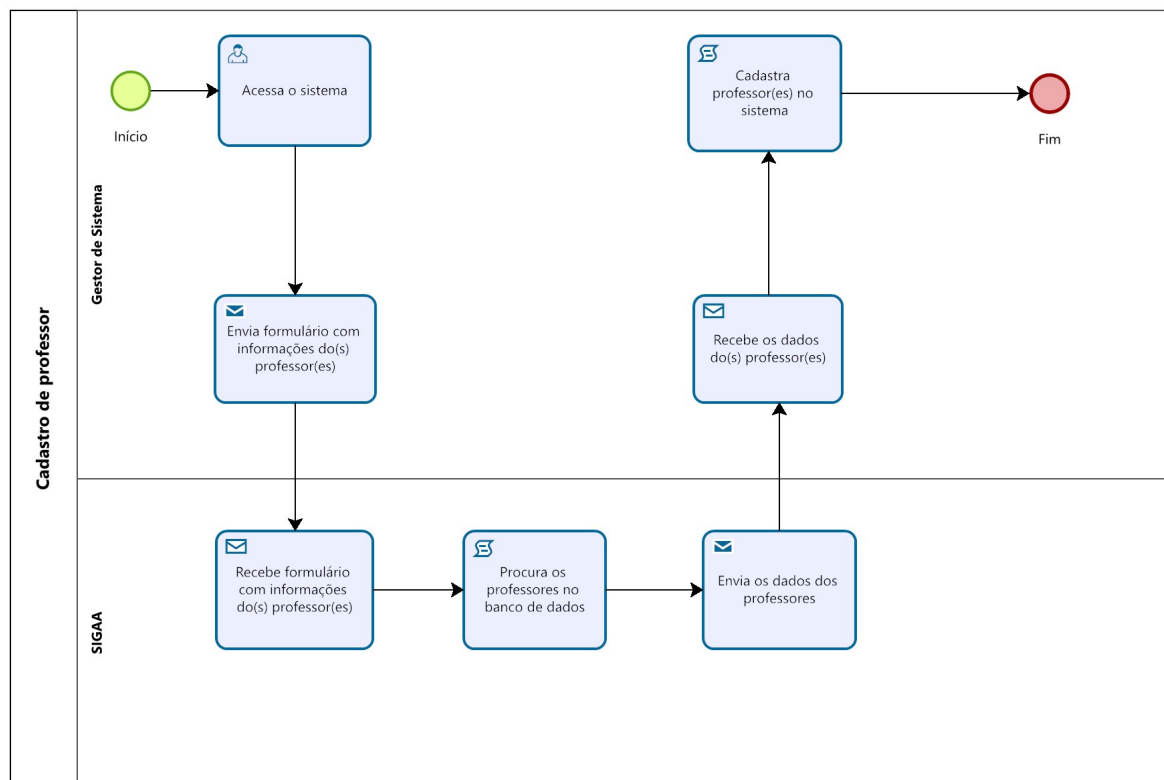 Cadastro de professor
Gestor de Sistema
Início
Acessa o sistema
Envia formulário com
informações do(s)
professor(es)
Cadastra
professor(es) no
sistema
Fim
Recebe os dados
do(s) professor(es)
SIGAA
Recebe formulário
com informações
do(s) professor(es)
Procura os
professores no
banco de dados
Envia os dados dos
professores